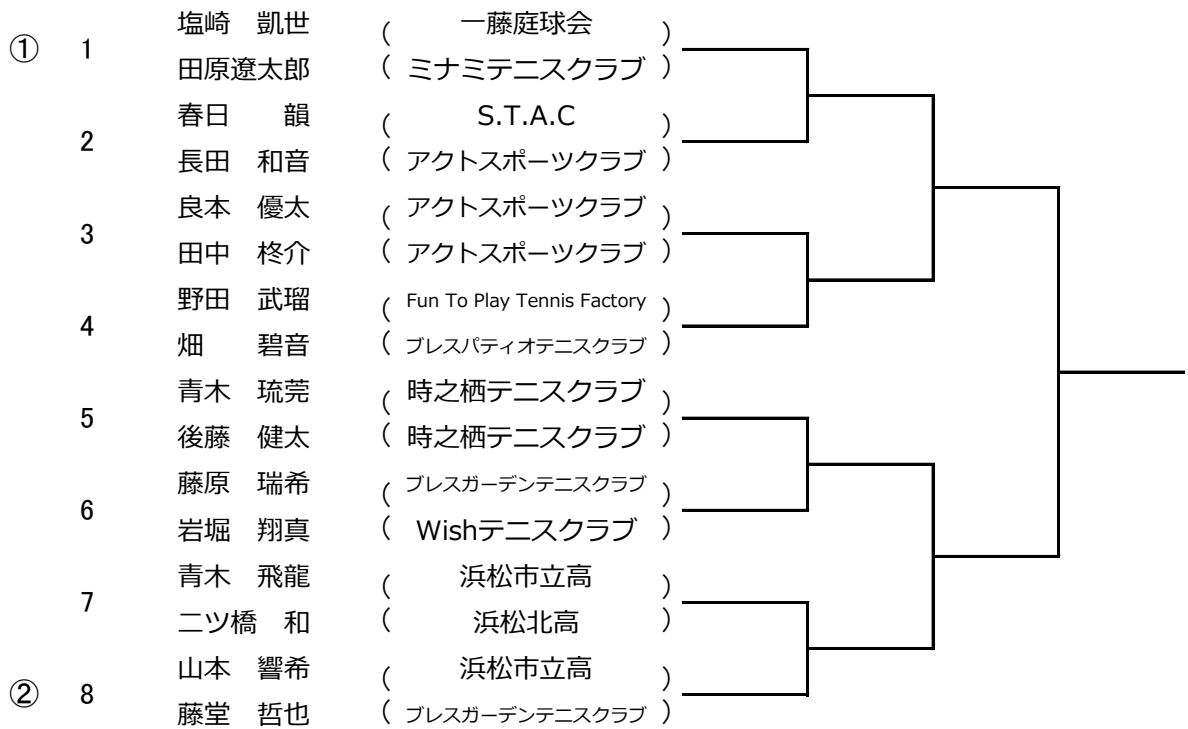 塩崎　凱世 ( 一藤庭球会 )
① 1
田原遼太郎 ( ミナミテニスクラブ )
春日　　韻 ( S.T.A.C )
2
長田　和音 ( アクトスポーツクラブ )
良本　優太 ( アクトスポーツクラブ )
3
田中　柊介 ( アクトスポーツクラブ )
野田　武瑠 ( Fun To Play Tennis Factory )
4
畑　　碧音 ( ブレスパティオテニスクラブ )
青木　琉莞 ( 時之栖テニスクラブ )
5
後藤　健太 ( 時之栖テニスクラブ )
藤原　瑞希 ( ブレスガーデンテニスクラブ )
6
岩堀　翔真 ( Wishテニスクラブ )
青木　飛龍 ( 浜松市立高 )
7
二ツ橋　和 ( 浜松北高 )
山本　響希 ( 浜松市立高 )
② 8
藤堂　哲也 ( ブレスガーデンテニスクラブ )